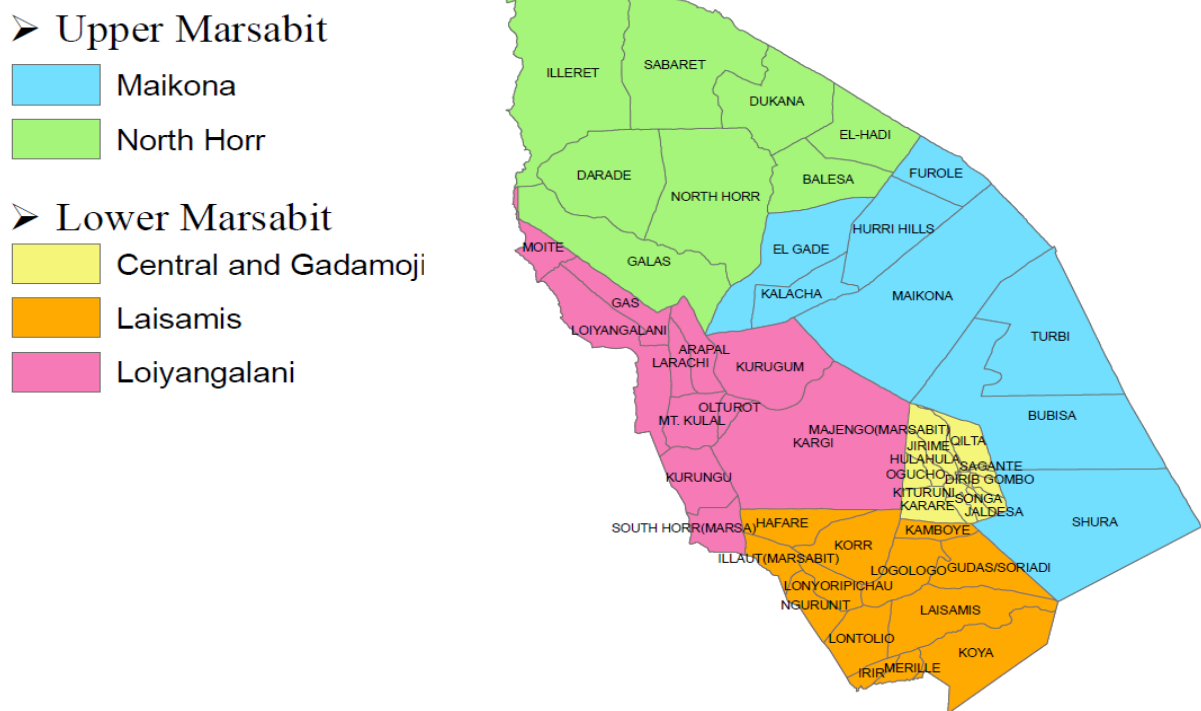 ➢ Upper Marsabit
Maikona
North Horr
➢ Lower Marsabit
Central and Gadamoji
Laisamis
Loiyangalani
ILLERET
SABARET
DUKANA
EL-HADI
FUROLE
DARADE
NORTH HORR
BALESA
HURRI HILLS
MOITE
EL GADE
GALAS
KALACHA
MAIKONA
GAS
LOIYANGALANI
TURBI
ARAPAL
LARACHI
KURUGUM
OLTUROT
MT. KULAL
BUBISA
MAJENGO(MARSABIT)
KARGI
JIRIME
QILTA
HULAHULA
SAGANTE
OGUCHO
DIRIB GOMBO
KURUNGU
KITURUNI
SONGA
KARARE
JALDESA
SHURA
SOUTH HORR(MARSA)
HAFARE
KAMBOYE
KORR
ILLAUT(MARSABIT)
LOGOLOGO
GUDAS/SORIADI
LONYORIPICHAU
NGURUNIT
LAISAMIS
LONTOLIO
KOYA
IRIR
MERILLE